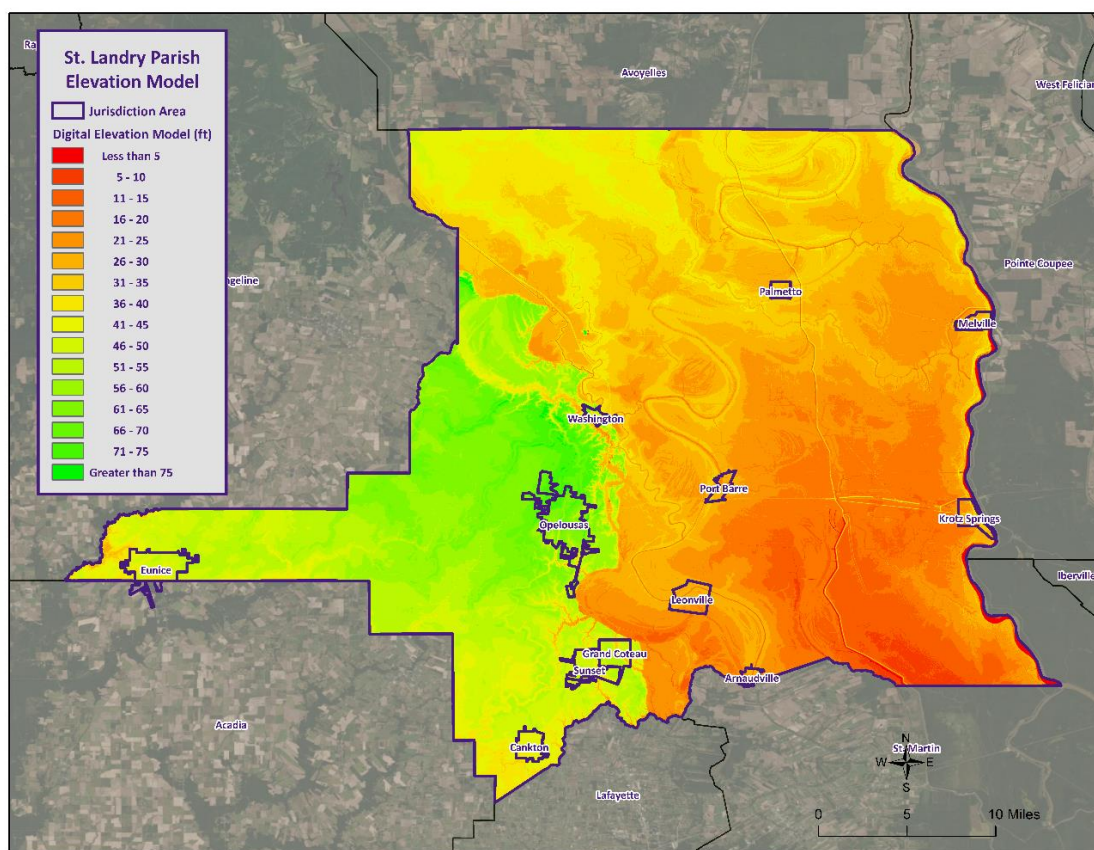 St. Landry Parish
Elevation Model
Jurisdiction Area
Digital Elevation Model (ft)
Less than 5
5 - 10
11 - 15
16 - 20
21 - 25
26 - 30
31 - 35
36 - 40
41 - 45
46 - 50
51 - 55
56 - 60
61 - 65
66 - 70
71 - 75
Greater than 75
Avoyelles
West Felician
Pointe Coupee
ngeline
Palmetto
Melville
Washington
Port Barre
Opelousas
Krotz Springs
Eunice
Iberville
Leonville
Grand Coteau
Sunset
Arnaudville
Acadia
Cankton
St. Martin
Lafayette
N
W
E
S
0 5 10 Miles